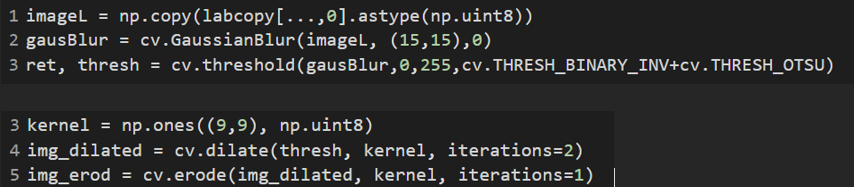 1 imageL = np.copy(labcopy[...,0].astype(np.uint8))
2 gausBlur = cv.GaussianBlur(imageL, (15,15),0)
3 ret, thresh = cv.threshold(gausBlur,0,255,cv.THRESH_BINARY_INV+cv.THRESH_OTSU)
3 kernel = np.ones((9,9), np.uint8)
4 img_dilated = cv.dilate(thresh, kernel, iterations=2)
5 img_erod = cv.erode(img_dilated, kernel, iterations=1)